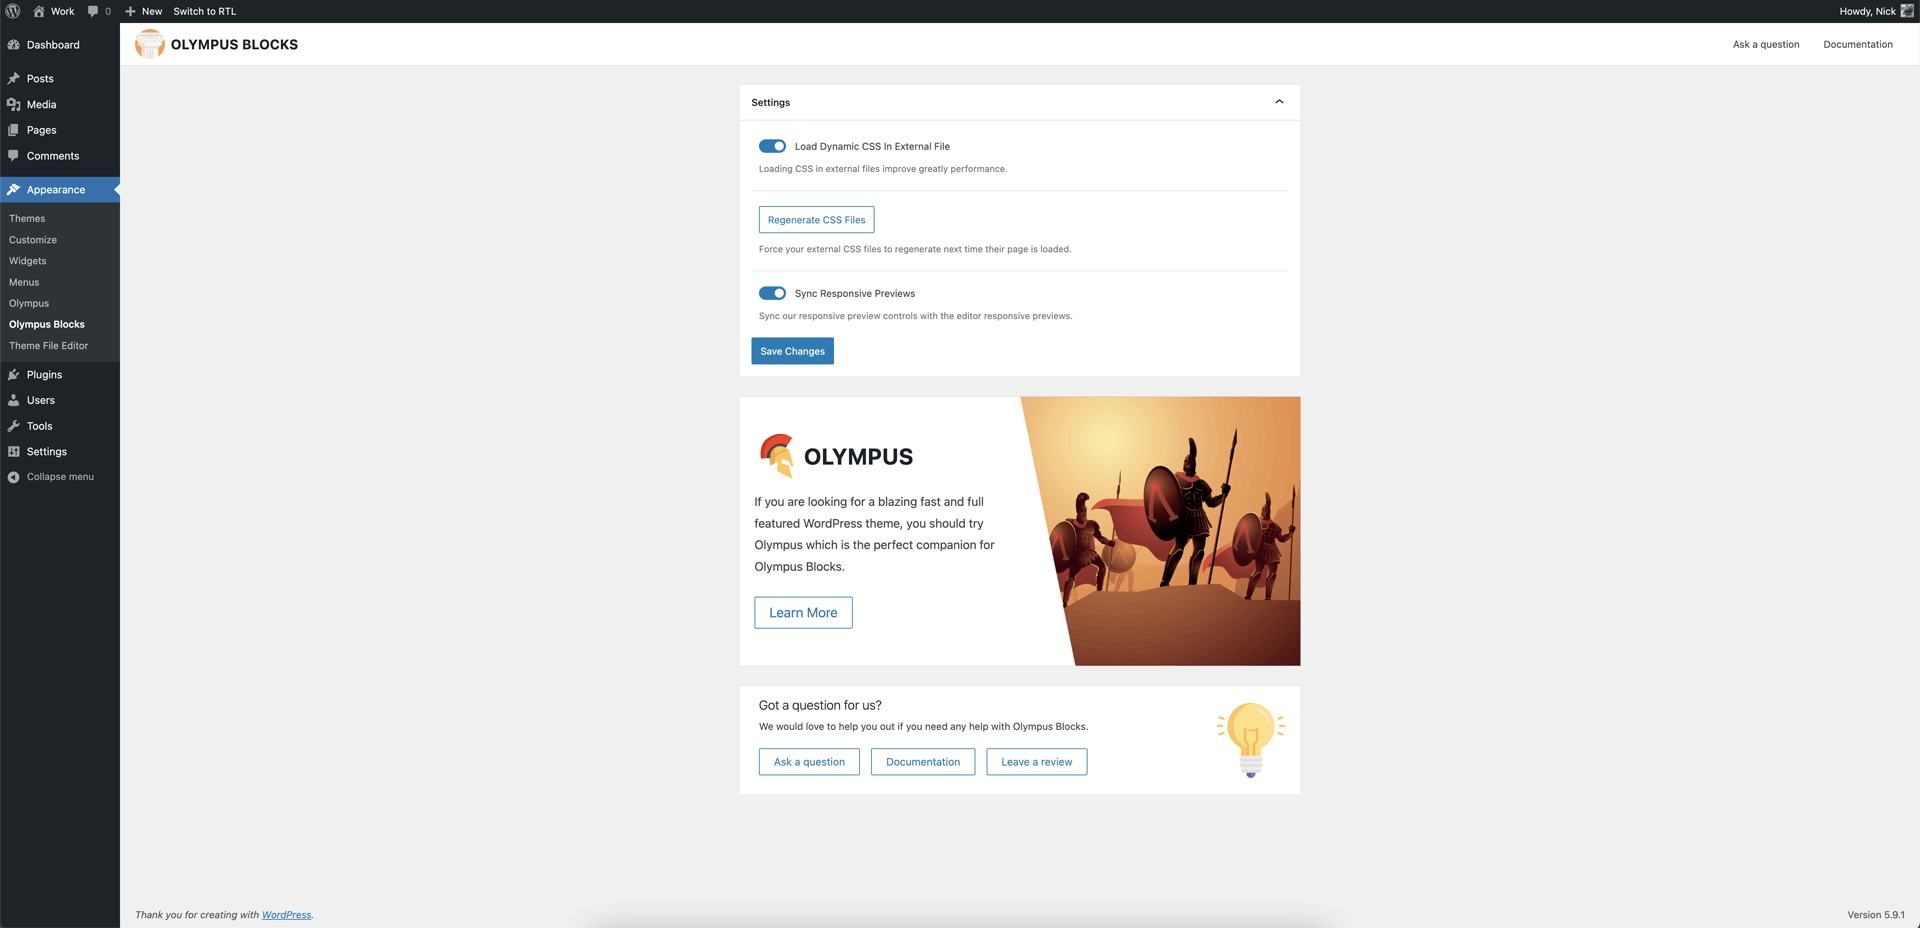 Work
0
New
Switch to RTL
Howdy, Nick
Dashboard
Posts
Media
Pages
Comments
Appearance
Themes
Customize
Widgets
Menus
Olympus
Olympus Blocks
Theme File Editor
Plugins
Users
Tools
Settings
Collapse menu
OLYMPUS BLOCKS
Ask a question
Documentation
Settings
Load Dynamic CSS In External File
Loading CSS in external files improve greatly performance.
Regenerate CSS Files
Force your external CSS files to regenerate next time their page is loaded.
Sync Responsive Previews
Sync our responsive preview controls with the editor responsive previews.
Save Changes
OLYMPUS
If you are looking for a blazing fast and full
featured WordPress theme, you should try
Olympus which is the perfect companion for
Olympus Blocks.
Learn More
Got a question for us?
We would love to help you out if you need any help with Olympus Blocks.
Ask a question
Documentation
Leave a review
Thank you for creating with WordPress.
Version 5.9.1